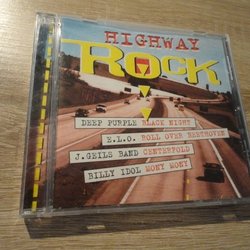 HIGHWAY
ROCK
DEEP PURPLE BLACK NIGHT
E.L.O. ROLL OVER BEETHOVEN
J.GEILS BAND CENTERFOLD
BILLY IDOL MONY MONY